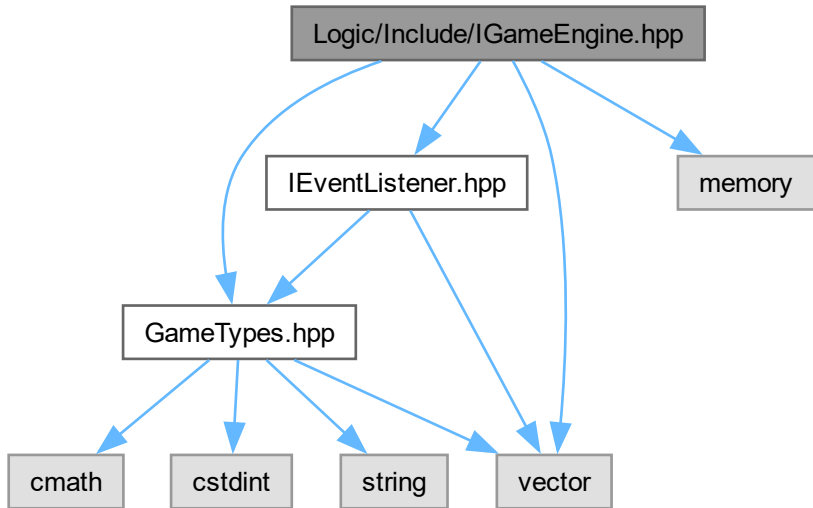 Logic/Include/IGameEngine.hpp
IEventListener.hpp
memory
GameTypes.hpp
cmath
cstdint
string
vector